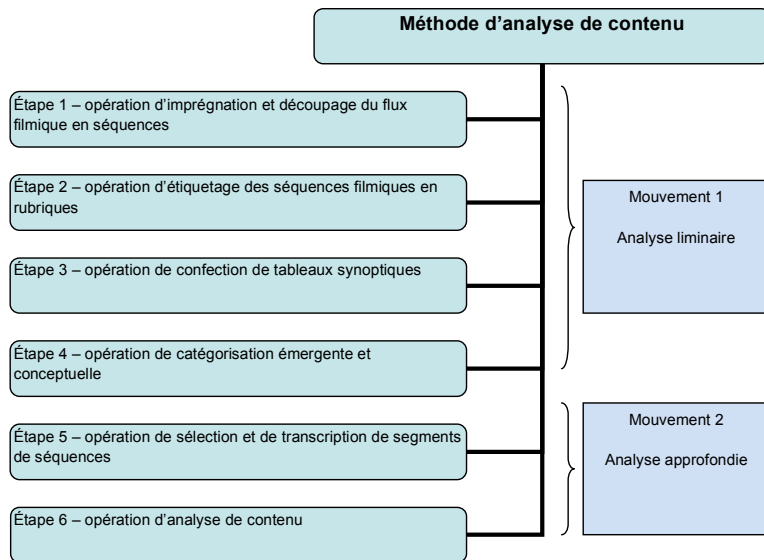 Méthode d’analyse de contenu
Étape 1 – opération d’imprégnation et découpage du flux
filmique en séquences
Étape 2 – opération d’étiquetage des séquences filmiques en
rubriques
Mouvement 1
Analyse liminaire
Étape 3 – opération de confection de tableaux synoptiques
Étape 4 – opération de catégorisation émergente et
conceptuelle
Étape 5 – opération de sélection et de transcription de segments
de séquences
Mouvement 2
Analyse approfondie
Étape 6 – opération d’analyse de contenu